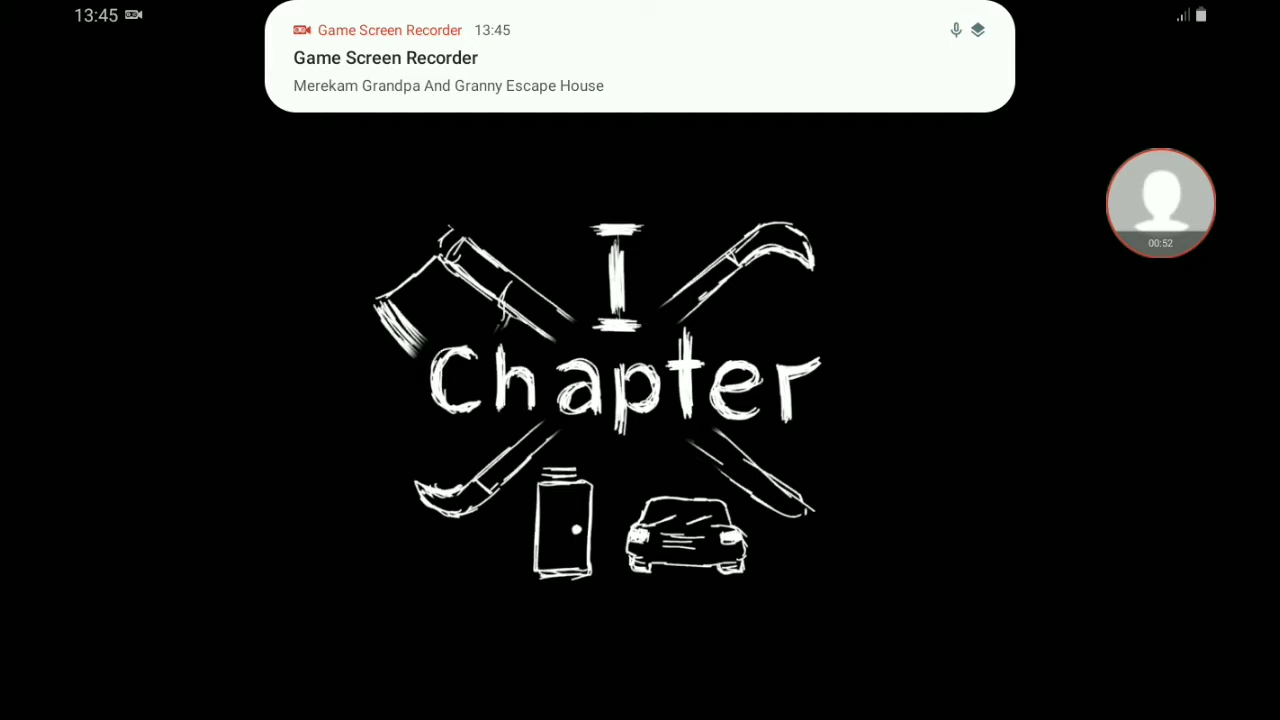 13:45
Game Screen Recorder 13:45
Game Screen Recorder
Merekam Grandpa And Granny Escape House
00:52
I
Chapter